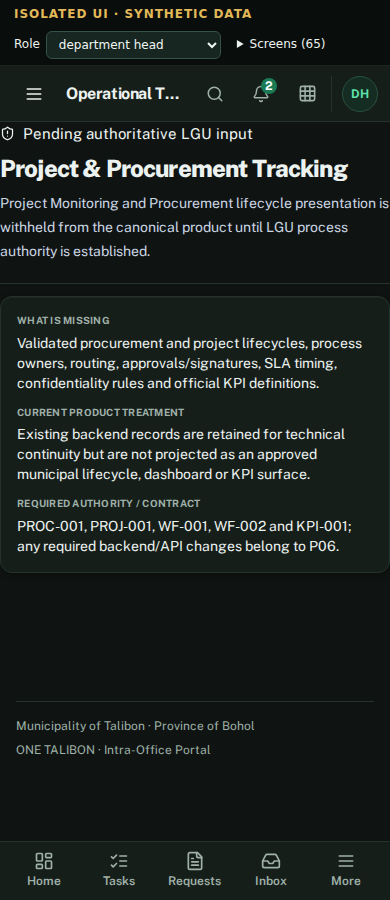 ISOLATED UI · SYNTHETIC DATA
Role department head ▶ Screens (65)
Operational T... 2 DH
Pending authoritative LGU input
Project & Procurement Tracking
Project Monitoring and Procurement lifecycle presentation is
withheld from the canonical product until LGU process
authority is established.
WHAT IS MISSING
Validated procurement and project lifecycles, process
owners, routing, approvals/signatures, SLA timing,
confidentiality rules and official KPI definitions.
CURRENT PRODUCT TREATMENT
Existing backend records are retained for technical
continuity but are not projected as an approved
municipal lifecycle, dashboard or KPI surface.
REQUIRED AUTHORITY / CONTRACT
PROC-001, PROJ-001, WF-001, WF-002 and KPI-001;
any required backend/API changes belong to P06.
Municipality of Talibon · Province of Bohol
ONE TALIBON · Intra-Office Portal
Home Tasks Requests Inbox More